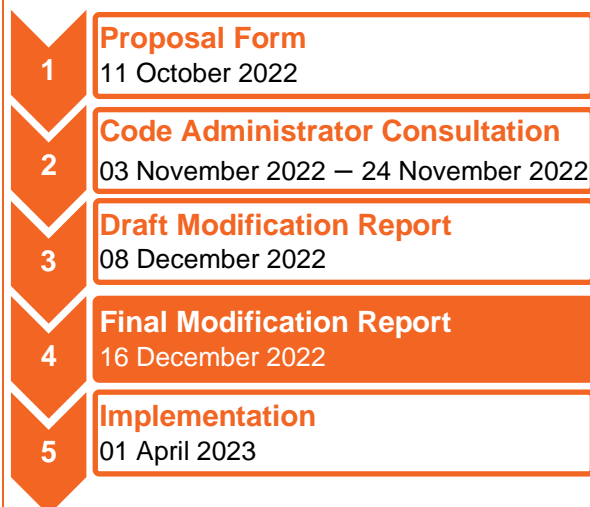 1
Proposal Form
11 October 2022
2
Code Administrator Consultation
03 November 2022 – 24 November 2022
3
Draft Modification Report
08 December 2022
4
Final Modification Report
16 December 2022
5
Implementation
01 April 2023